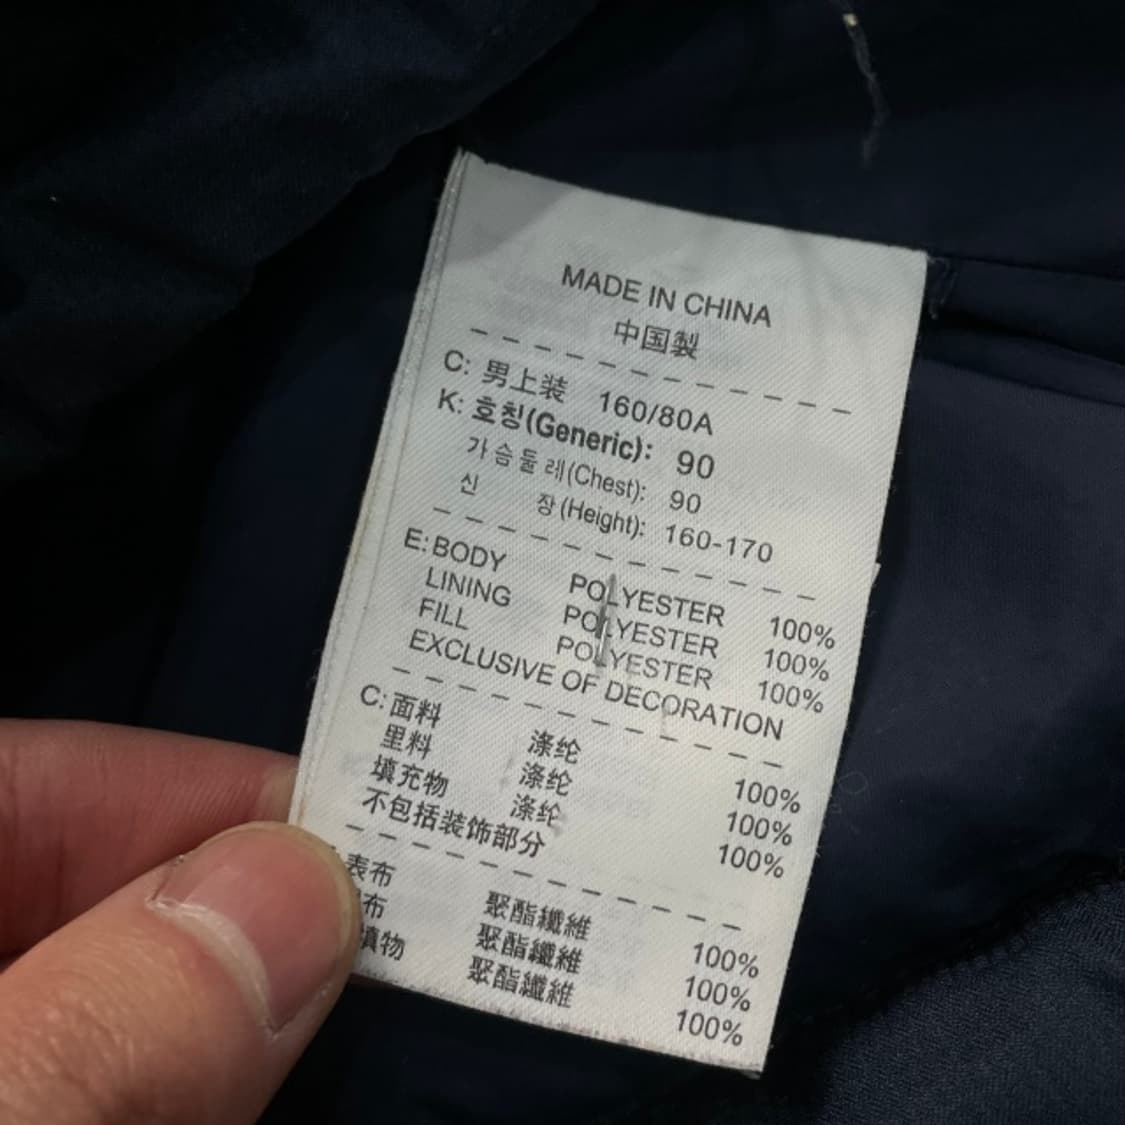 MADE IN CHINA
中国製
C: 男上装 160/80A
K: 호칭(Generic): 90
가슴둘레(Chest): 90
신 장(Height): 160-170
E: BODY POLYESTER 100%
LINING POLYESTER 100%
FILL POLYESTER 100%
EXCLUSIVE OF DECORATION
C: 面料 涤纶 100%
里料 涤纶 100%
填充物 涤纶 100%
不包括装饰部分
表布 聚酯纖維 100%
布 聚酯纖維 100%
填物 聚酯纖維 100%